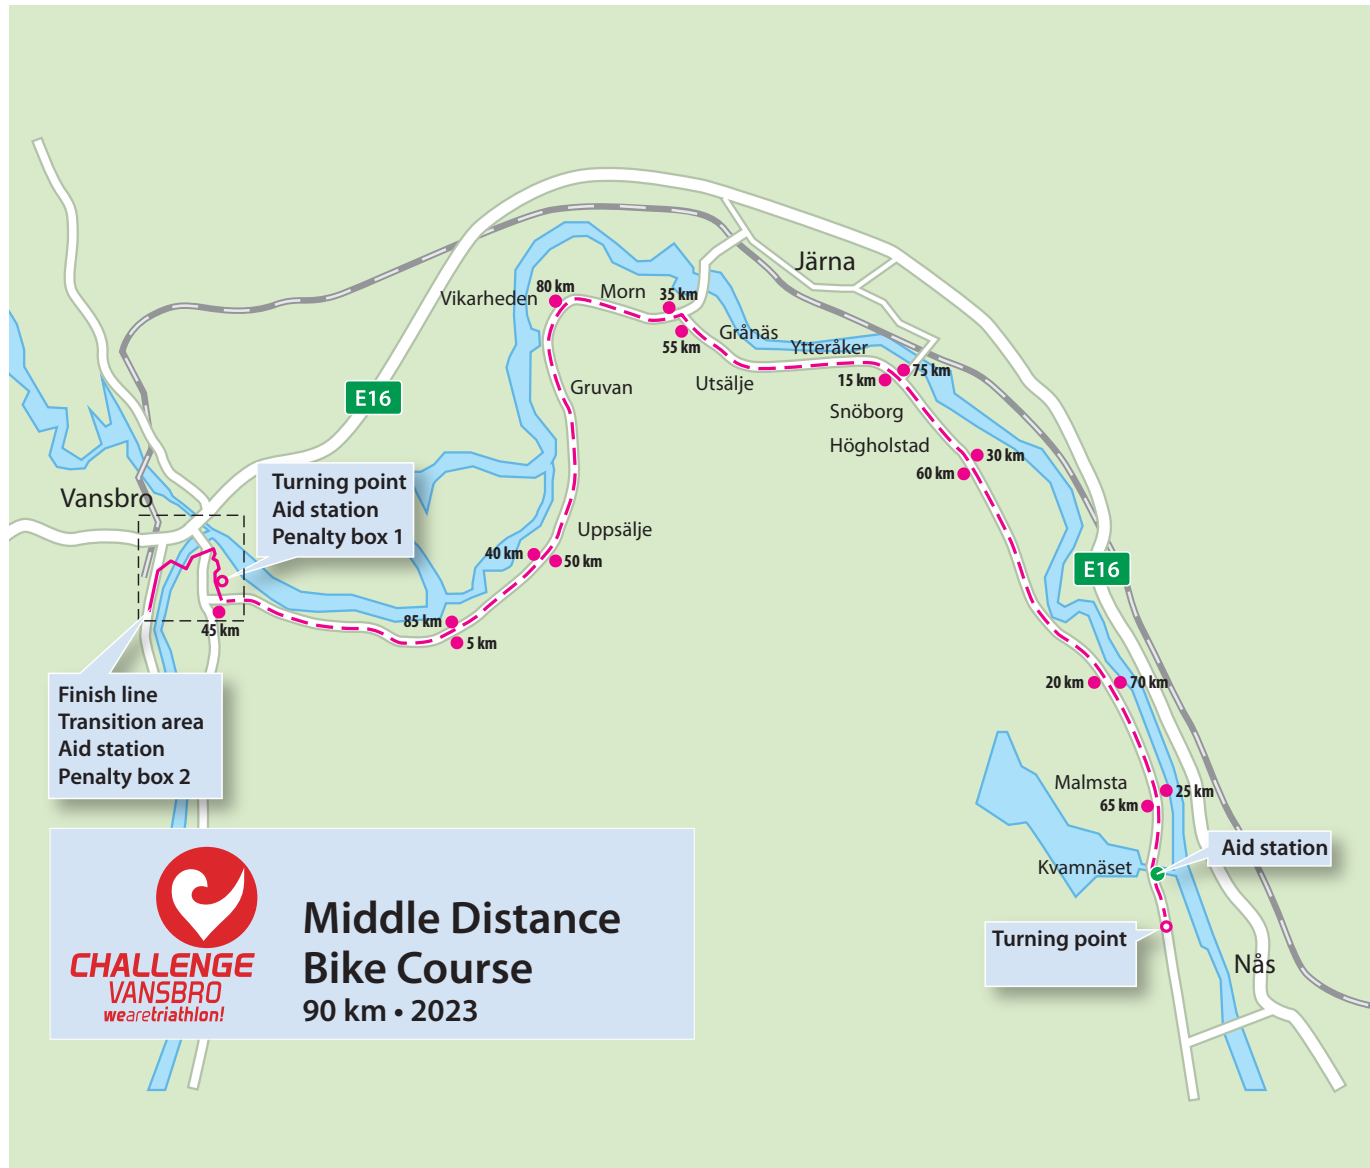 Järna
80 km
Vikarheden
Morn
35 km
Grånäs
55 km
Ytteråker
Utsälje
75 km
15 km
Gruvan
E16
Snöborg
Högholstad
30 km
60 km
Turning point
Aid station
Penalty box 1
Vansbro
Uppsälje
40 km
50 km
E16
85 km
45 km
5 km
20 km
70 km
Finish line
Transition area
Aid station
Penalty box 2
Malmsta
25 km
65 km
Aid station
Kvamnäset
Turning point
Nås
CHALLENGE
VANSBRO
wearetriathlon!
Middle Distance
Bike Course
90 km • 2023